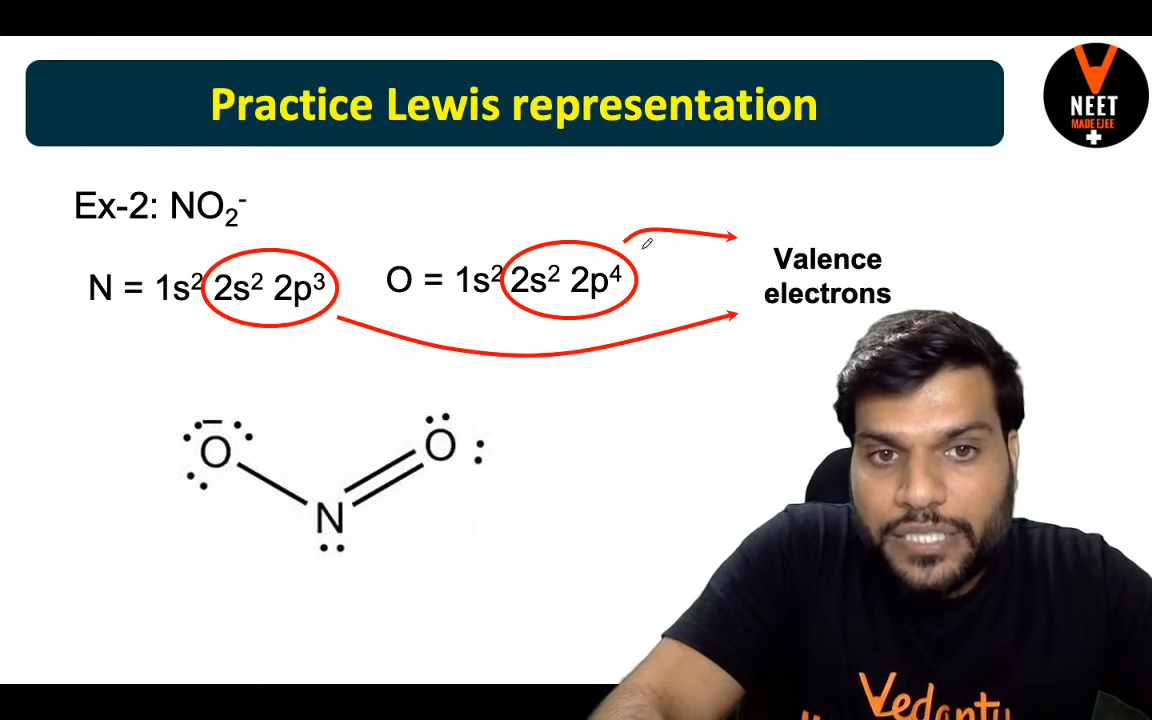 Practice Lewis representation
NEET
MADE EJEE
Ex-2: NO₂⁻
N = 1s² 2s² 2p³
O = 1s² 2s² 2p⁴
Valence
electrons
O
O
N
Vedantu